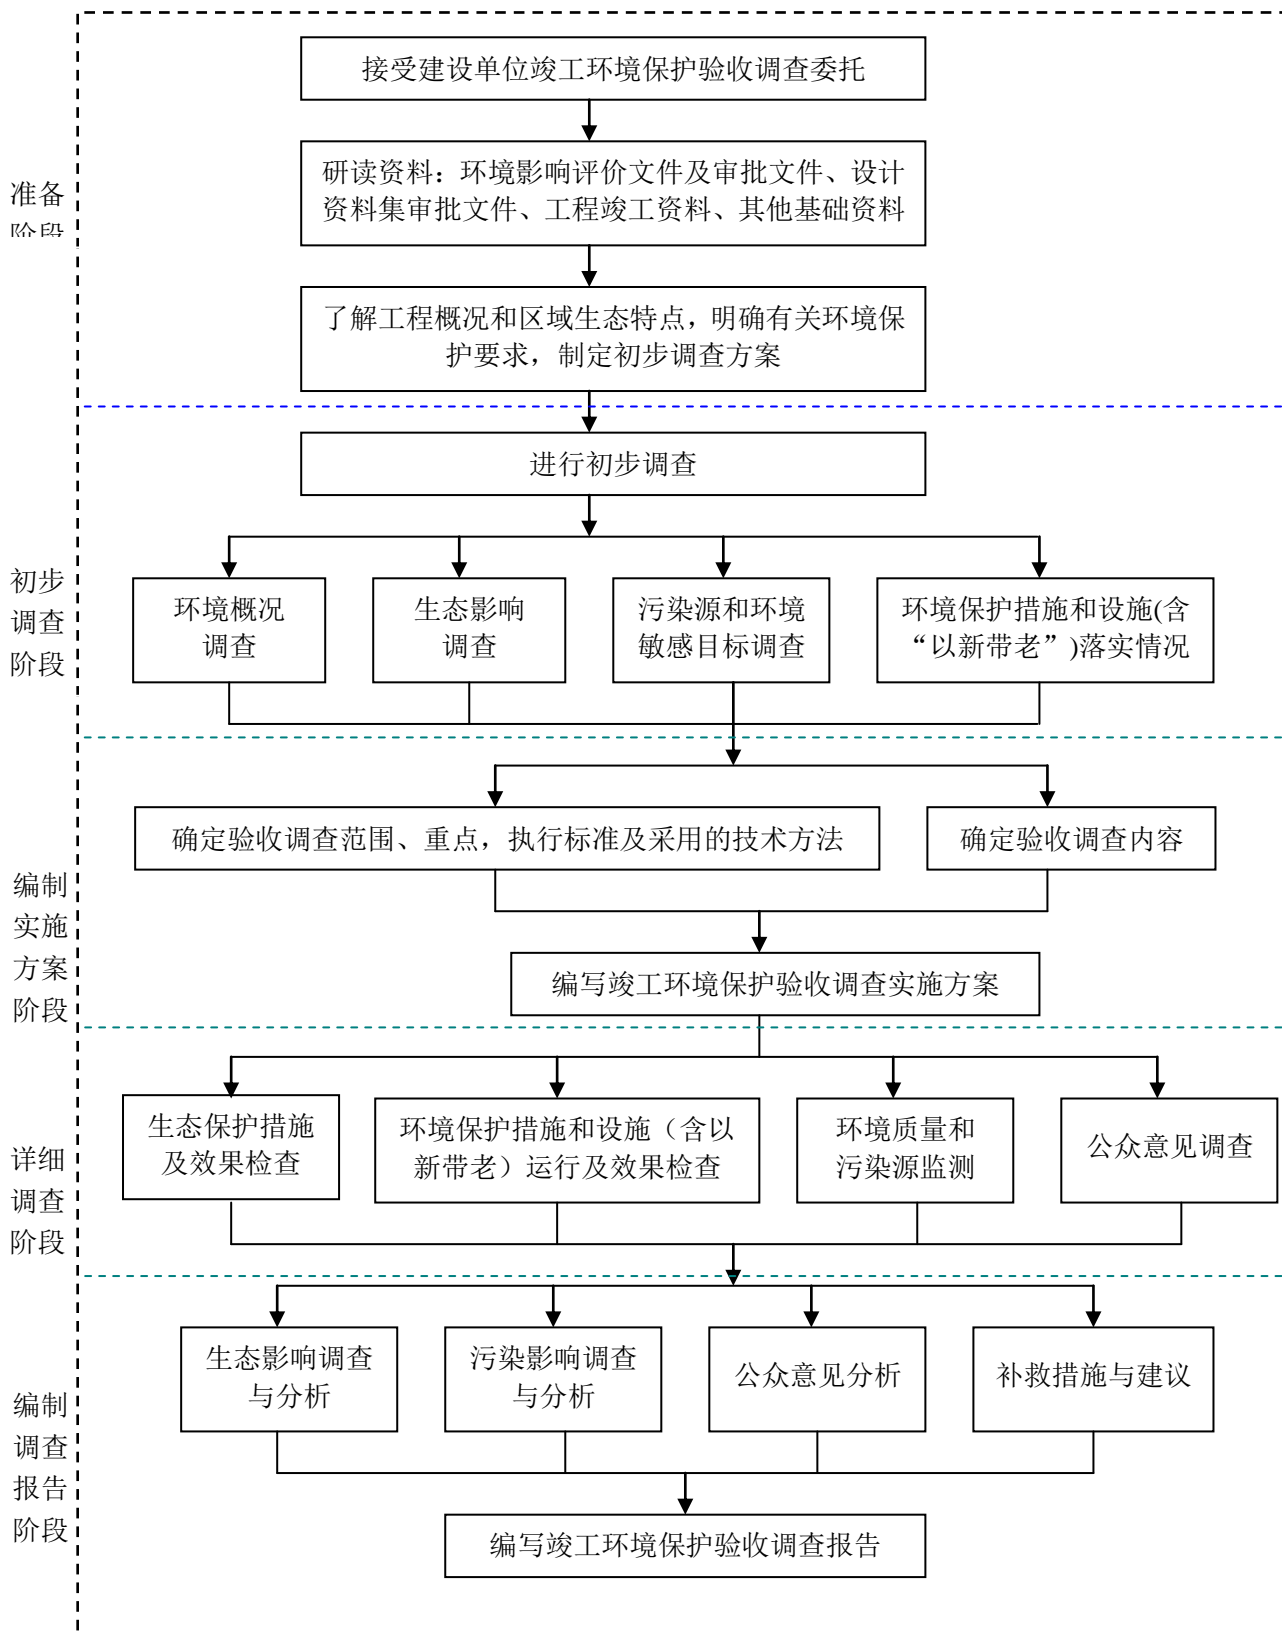 接受建设单位竣工环境保护验收调查委托
准备
阶段
研读资料：环境影响评价文件及审批文件、设计
资料集审批文件、工程竣工资料、其他基础资料
了解工程概况和区域生态特点，明确有关环境保
护要求，制定初步调查方案
初步
调查
阶段
进行初步调查
环境概况
调查
生态影响
调查
污染源和环境
敏感目标调查
环境保护措施和设施(含
“以新带老”)落实情况
编制
实施
方案
阶段
确定验收调查范围、重点，执行标准及采用的技术方法
确定验收调查内容
编写竣工环境保护验收调查实施方案
详细
调查
阶段
生态保护措施
及效果检查
环境保护措施和设施（含以
新带老）运行及效果检查
环境质量和
污染源监测
公众意见调查
编制
调查
报告
阶段
生态影响调查
与分析
污染影响调查
与分析
公众意见分析
补救措施与建议
编写竣工环境保护验收调查报告